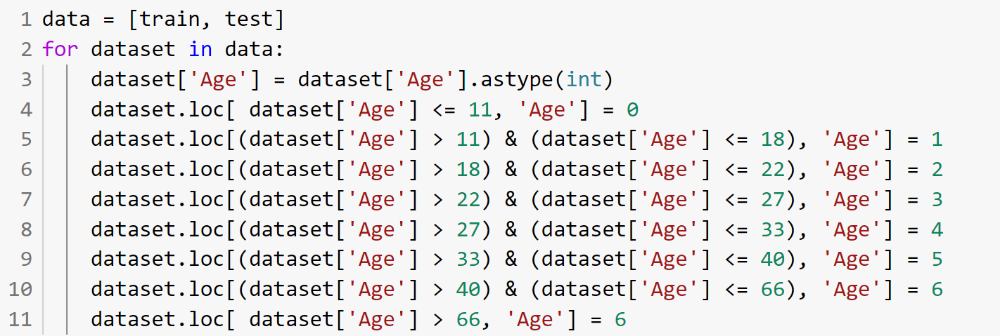 1 data = [train, test]
2 for dataset in data:
3     dataset['Age'] = dataset['Age'].astype(int)
4     dataset.loc[ dataset['Age'] <= 11, 'Age'] = 0
5     dataset.loc[(dataset['Age'] > 11) & (dataset['Age'] <= 18), 'Age'] = 1
6     dataset.loc[(dataset['Age'] > 18) & (dataset['Age'] <= 22), 'Age'] = 2
7     dataset.loc[(dataset['Age'] > 22) & (dataset['Age'] <= 27), 'Age'] = 3
8     dataset.loc[(dataset['Age'] > 27) & (dataset['Age'] <= 33), 'Age'] = 4
9     dataset.loc[(dataset['Age'] > 33) & (dataset['Age'] <= 40), 'Age'] = 5
10     dataset.loc[(dataset['Age'] > 40) & (dataset['Age'] <= 66), 'Age'] = 6
11     dataset.loc[ dataset['Age'] > 66, 'Age'] = 6